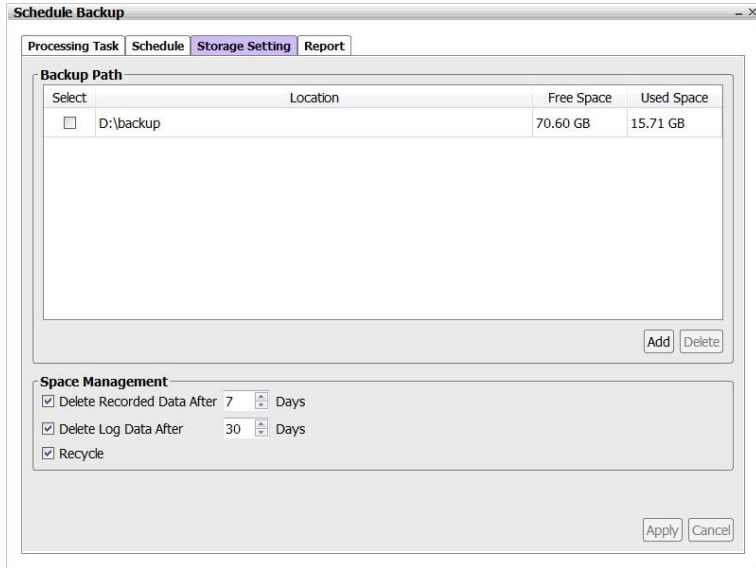 Schedule Backup
Processing Task Schedule Storage Setting Report
Backup Path
Select Location Free Space Used Space
D:\backup 70.60 GB 15.71 GB
Add Delete
Space Management
Delete Recorded Data After 7 Days
Delete Log Data After 30 Days
Recycle
Apply Cancel